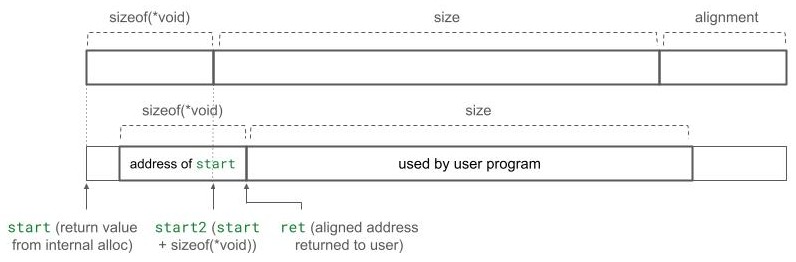 sizeof(*void) size alignment
sizeof(*void) size
address of start used by user program
start (return value
from internal alloc)
start2 (start
+ sizeof(*void))
ret (aligned address
returned to user)